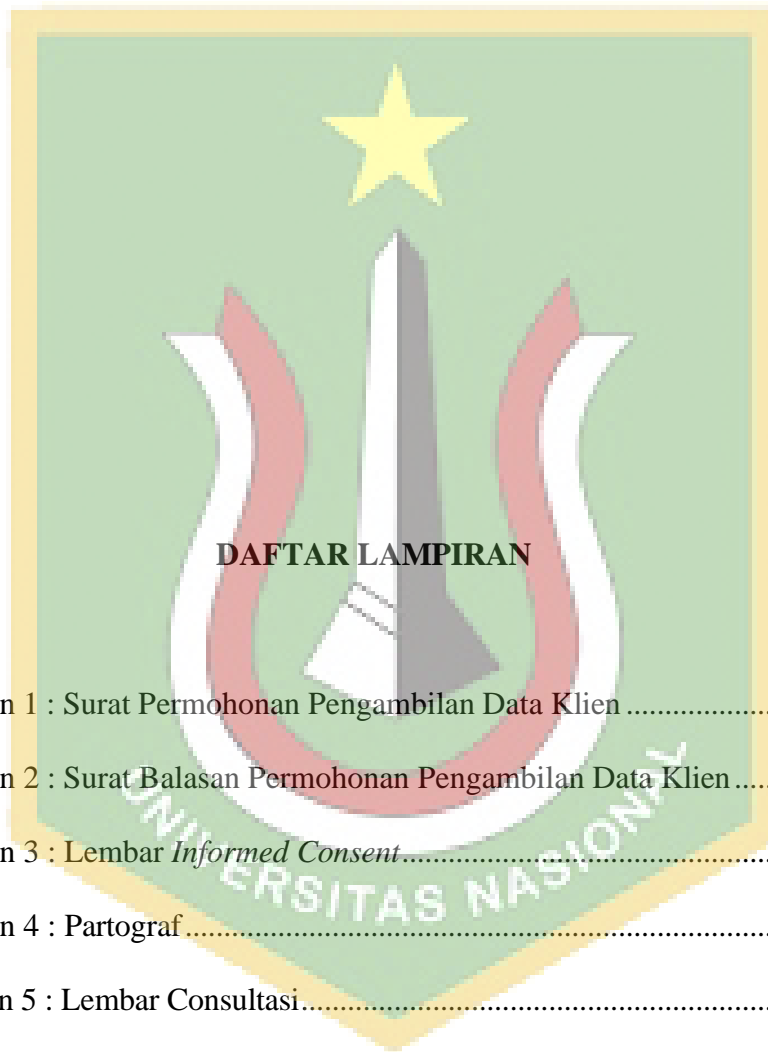 DAFTAR LAMPIRAN
n 1 : Surat Permohonan Pengambilan Data Klien ..................
n 2 : Surat Balasan Permohonan Pengambilan Data Klien .....
n 3 : Lembar Informed Consent ...............................................
n 4 : Partograf ...........................................................................
n 5 : Lembar Consultasi ............................................................
UNIVERSITAS NASIONAL